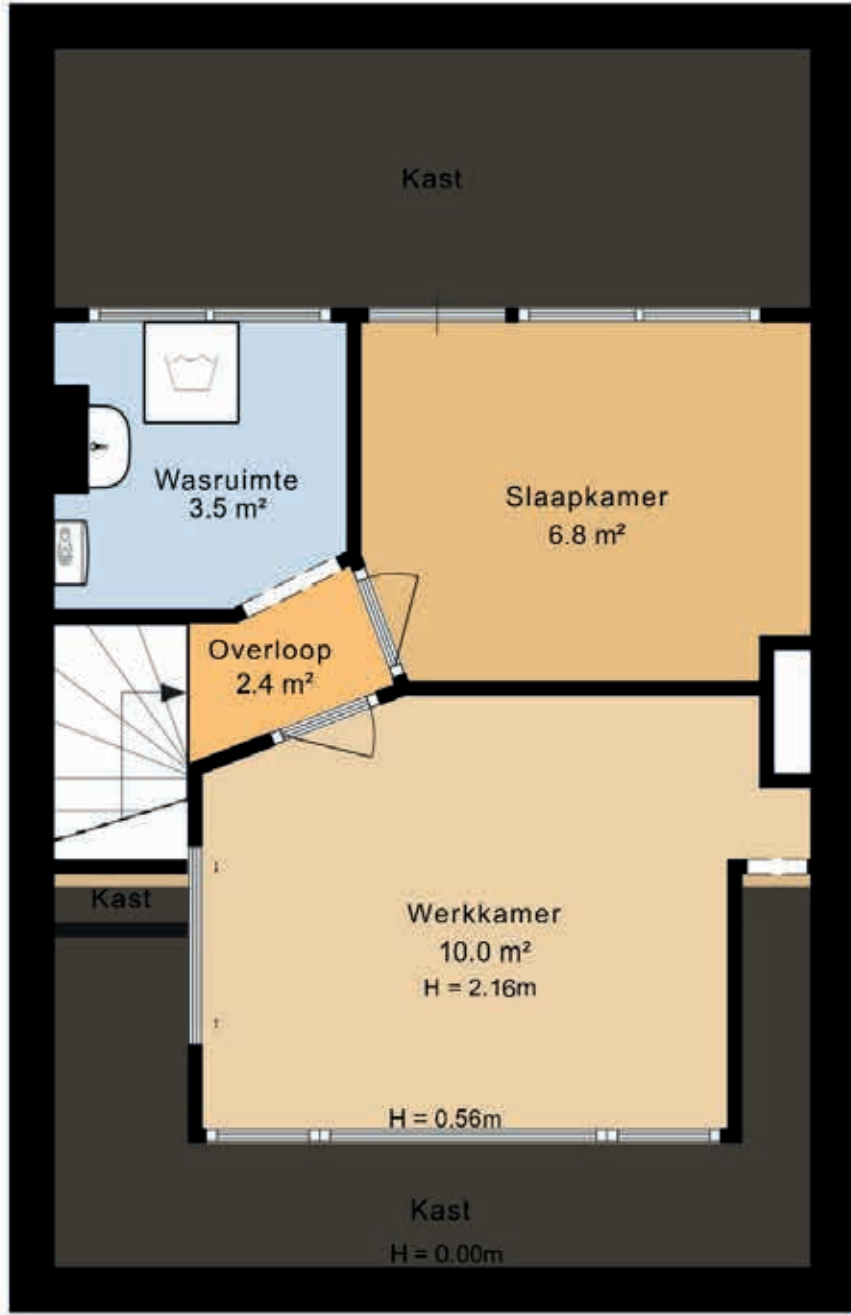 Kast
Wasruimte
3.5 m²
Slaapkamer
6.8 m²
Overloop
2.4 m²
Kast
Werkkamer
10.0 m²
H = 2.16m
H = 0.56m
Kast
H = 0.00m